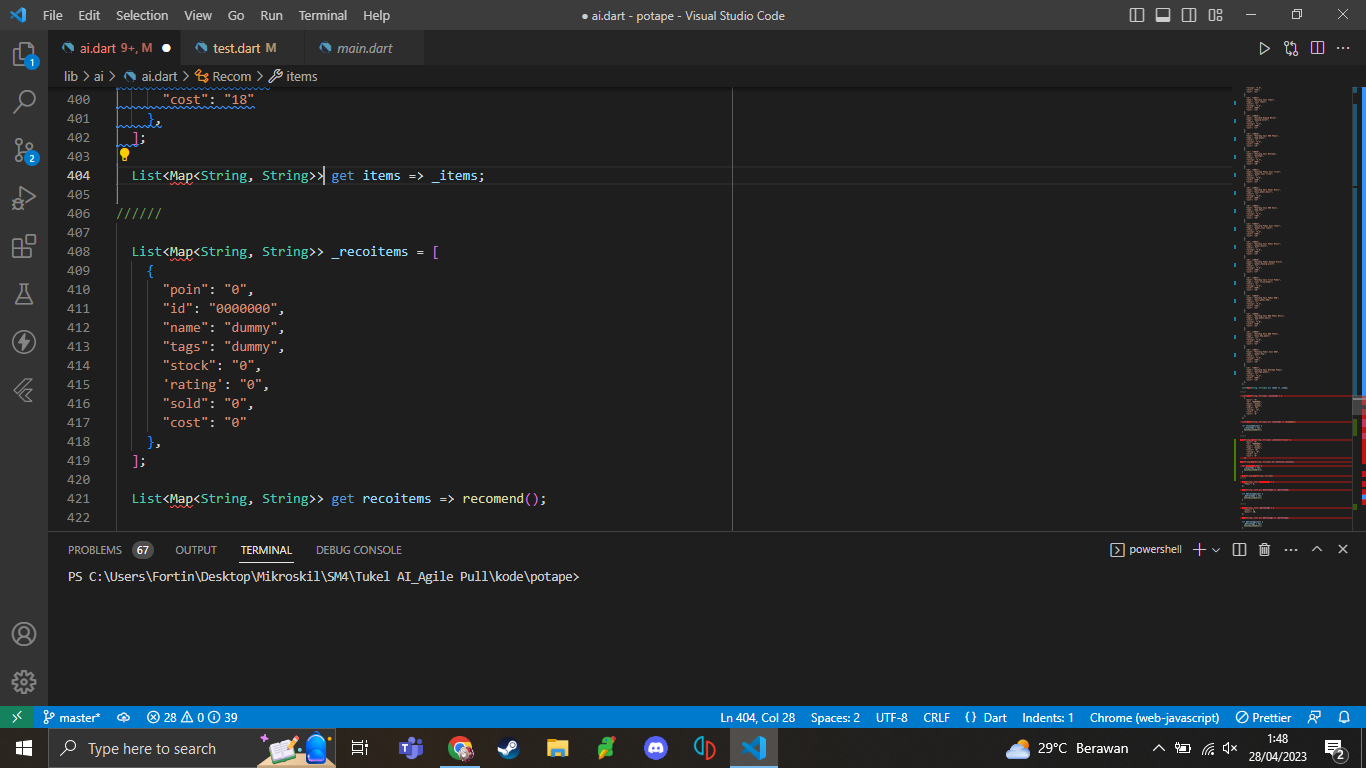 File Edit Selection View Go Run Terminal Help
● ai.dart - potape - Visual Studio Code
ai.dart 9+, M ●
test.dart M
main.dart
lib > ai > ai.dart > Recom > items
400 "cost": "18"
401 },
402 ];
403
404 List<Map<String, String>> get items => _items;
405
406 //////
407
408 List<Map<String, String>> _recoitems = [
409 {
410 "poin": "0",
411 "id": "0000000",
412 "name": "dummy",
413 "tags": "dummy",
414 "stock": "0",
415 'rating': "0",
416 "sold": "0",
417 "cost": "0"
418 },
419 ];
420
421 List<Map<String, String>> get recoitems => recomend();
422
1
2
PROBLEMS 67 OUTPUT TERMINAL DEBUG CONSOLE
powershell
PS C:\Users\Fortin\Desktop\Mikroskil\SM4\Tukel AI_Agile Pull\kode\potape>
master* 28 0 39
Ln 404, Col 28 Spaces: 2 UTF-8 CRLF {} Dart Indents: 1 Chrome (web-javascript) Prettier
Type here to search
29°C Berawan
1:48
28/04/2023
2